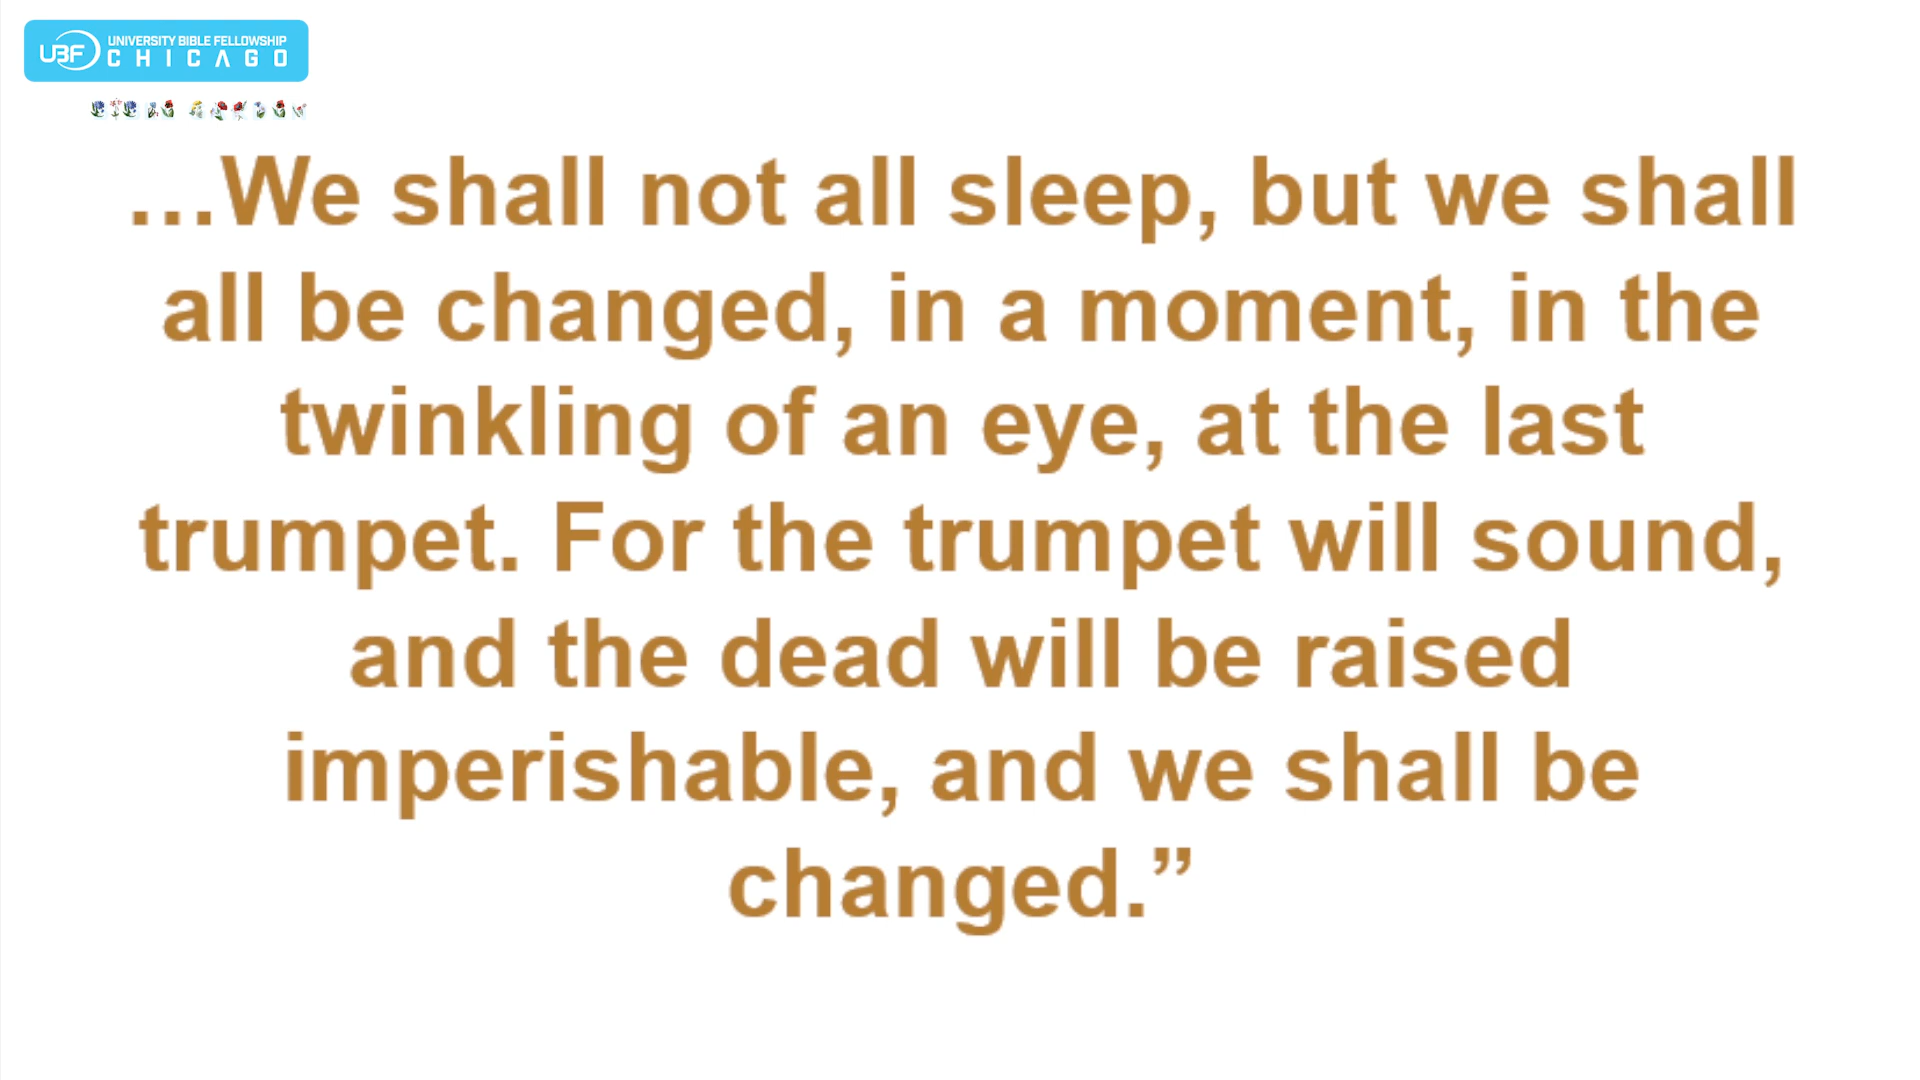 UBF
UNIVERSITY BIBLE FELLOWSHIP
CHICAGO
…We shall not all sleep, but we shall
all be changed, in a moment, in the
twinkling of an eye, at the last
trumpet. For the trumpet will sound,
and the dead will be raised
imperishable, and we shall be
changed.”